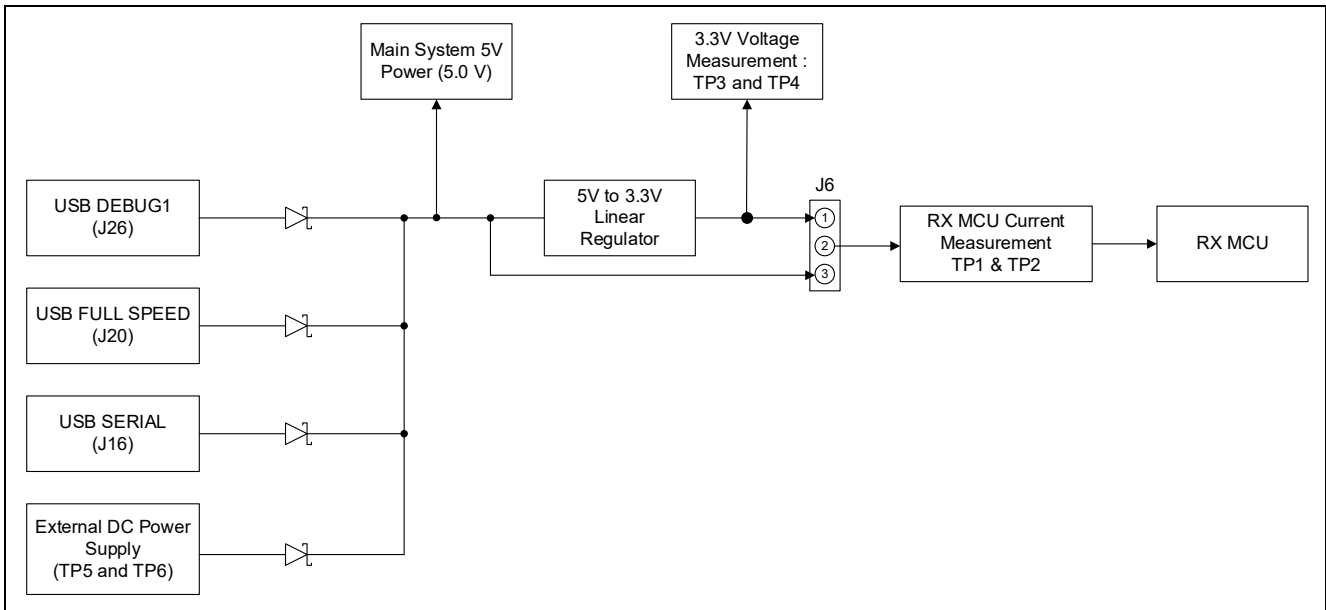 Main System 5V
Power (5.0 V)
3.3V Voltage
Measurement :
TP3 and TP4
USB DEBUG1
(J26)
5V to 3.3V
Linear
Regulator
J6
1
2
3
RX MCU Current
Measurement
TP1 & TP2
RX MCU
USB FULL SPEED
(J20)
USB SERIAL
(J16)
External DC Power
Supply
(TP5 and TP6)